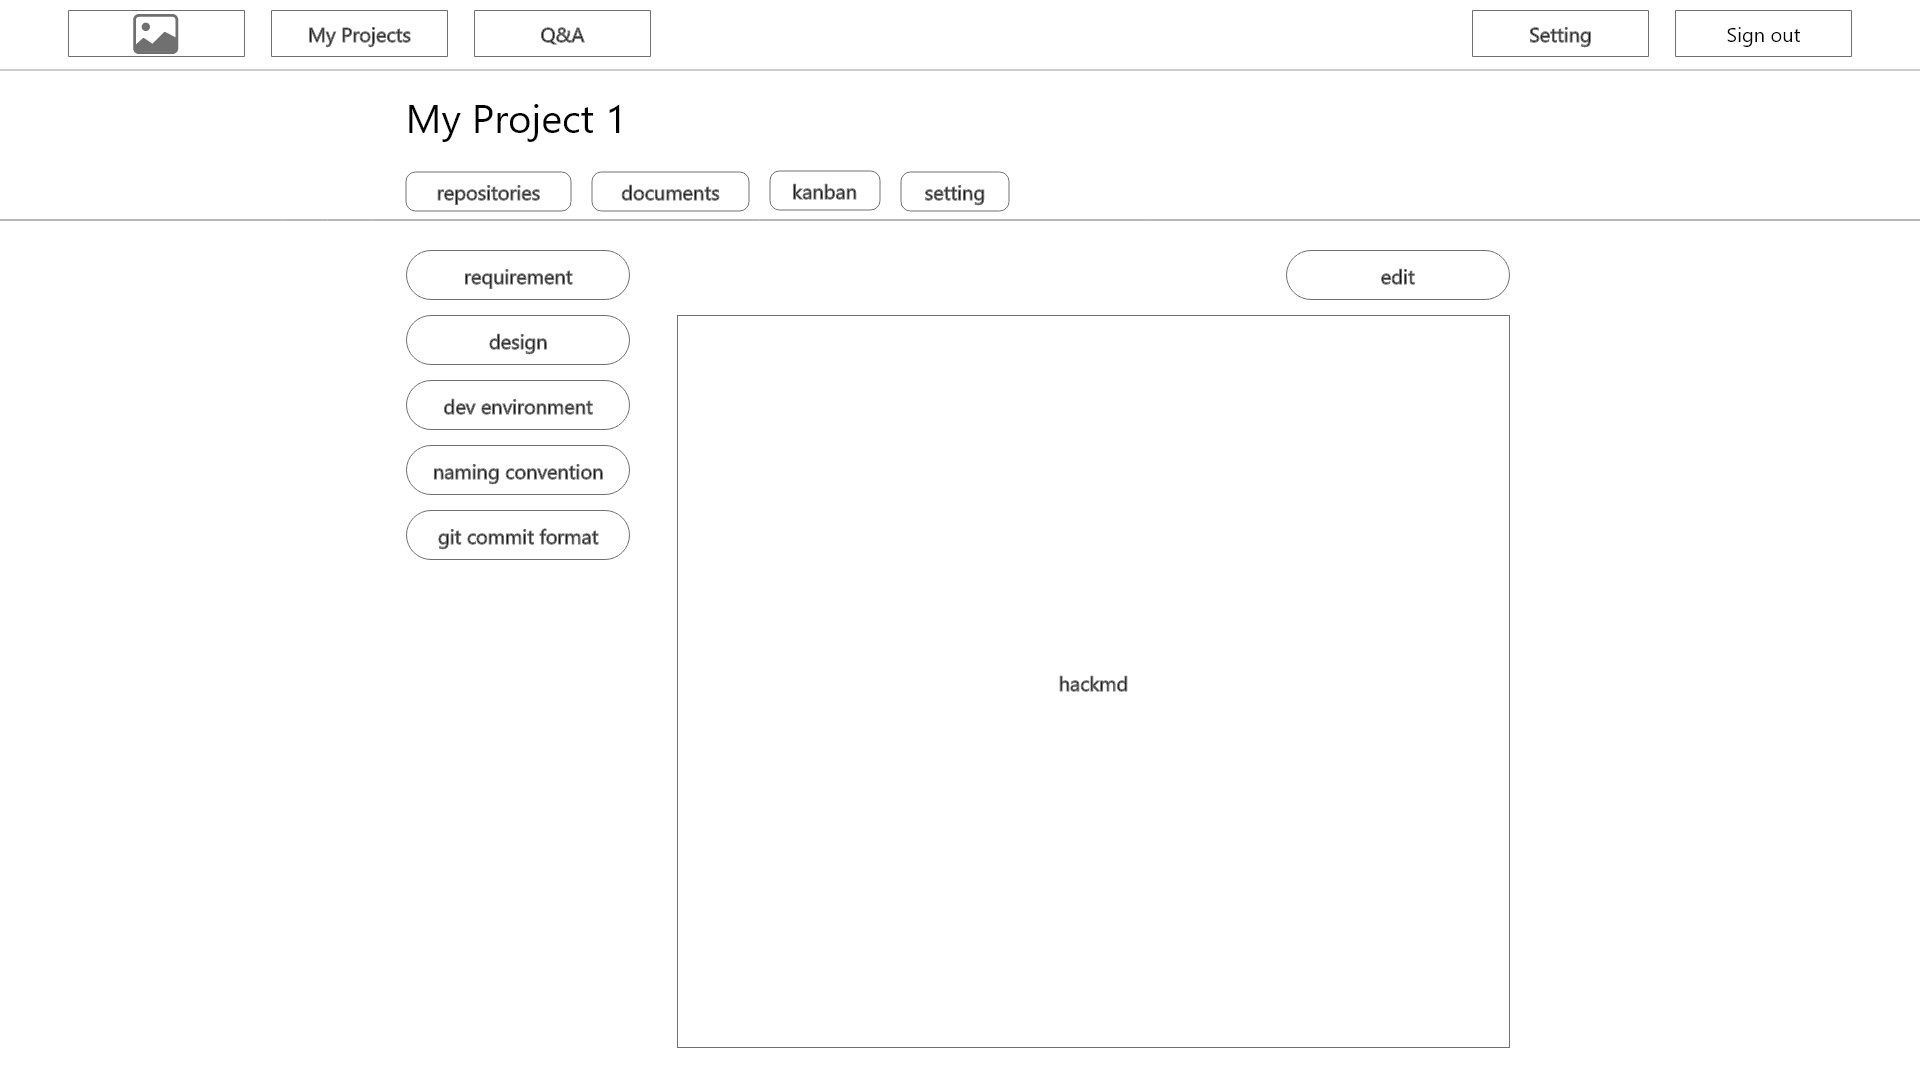 My Projects
Q&A
Setting
Sign out
My Project 1
repositories
documents
kanban
setting
requirement
edit
design
dev environment
naming convention
git commit format
hackmd